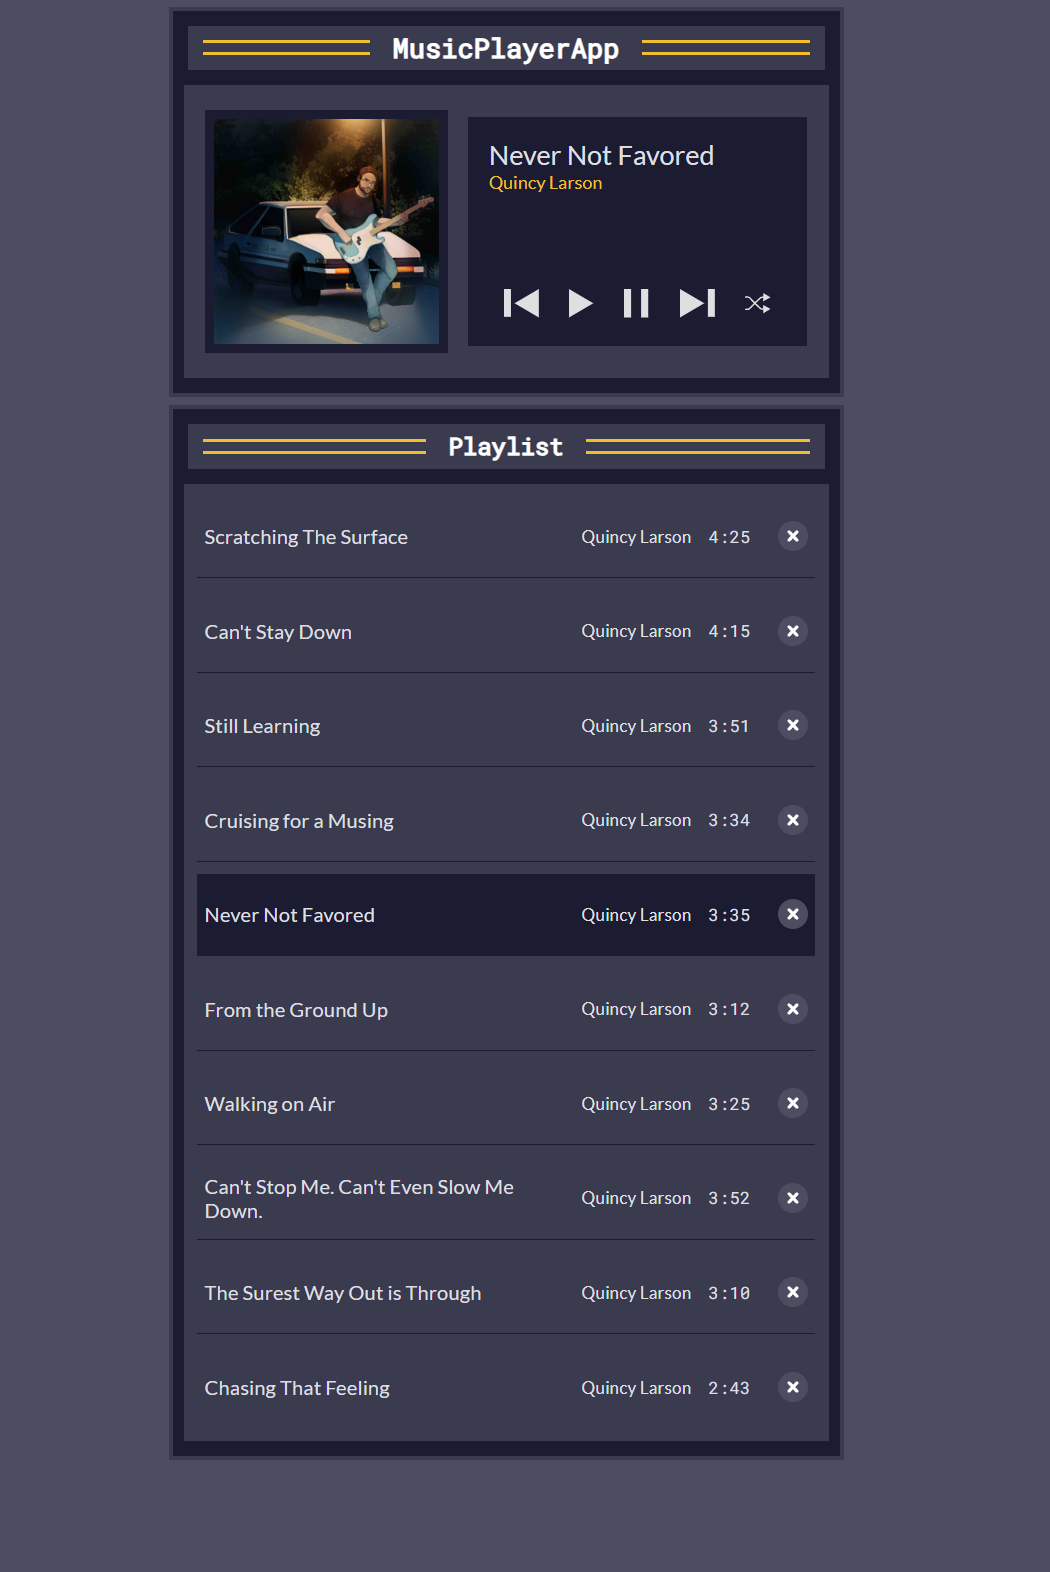 MusicPlayerApp
Never Not Favored
Quincy Larson
Playlist
Scratching The Surface Quincy Larson 4:25
Can't Stay Down Quincy Larson 4:15
Still Learning Quincy Larson 3:51
Cruising for a Musing Quincy Larson 3:34
Never Not Favored Quincy Larson 3:35
From the Ground Up Quincy Larson 3:12
Walking on Air Quincy Larson 3:25
Can't Stop Me. Can't Even Slow Me
Down. Quincy Larson 3:52
The Surest Way Out is Through Quincy Larson 3:10
Chasing That Feeling Quincy Larson 2:43